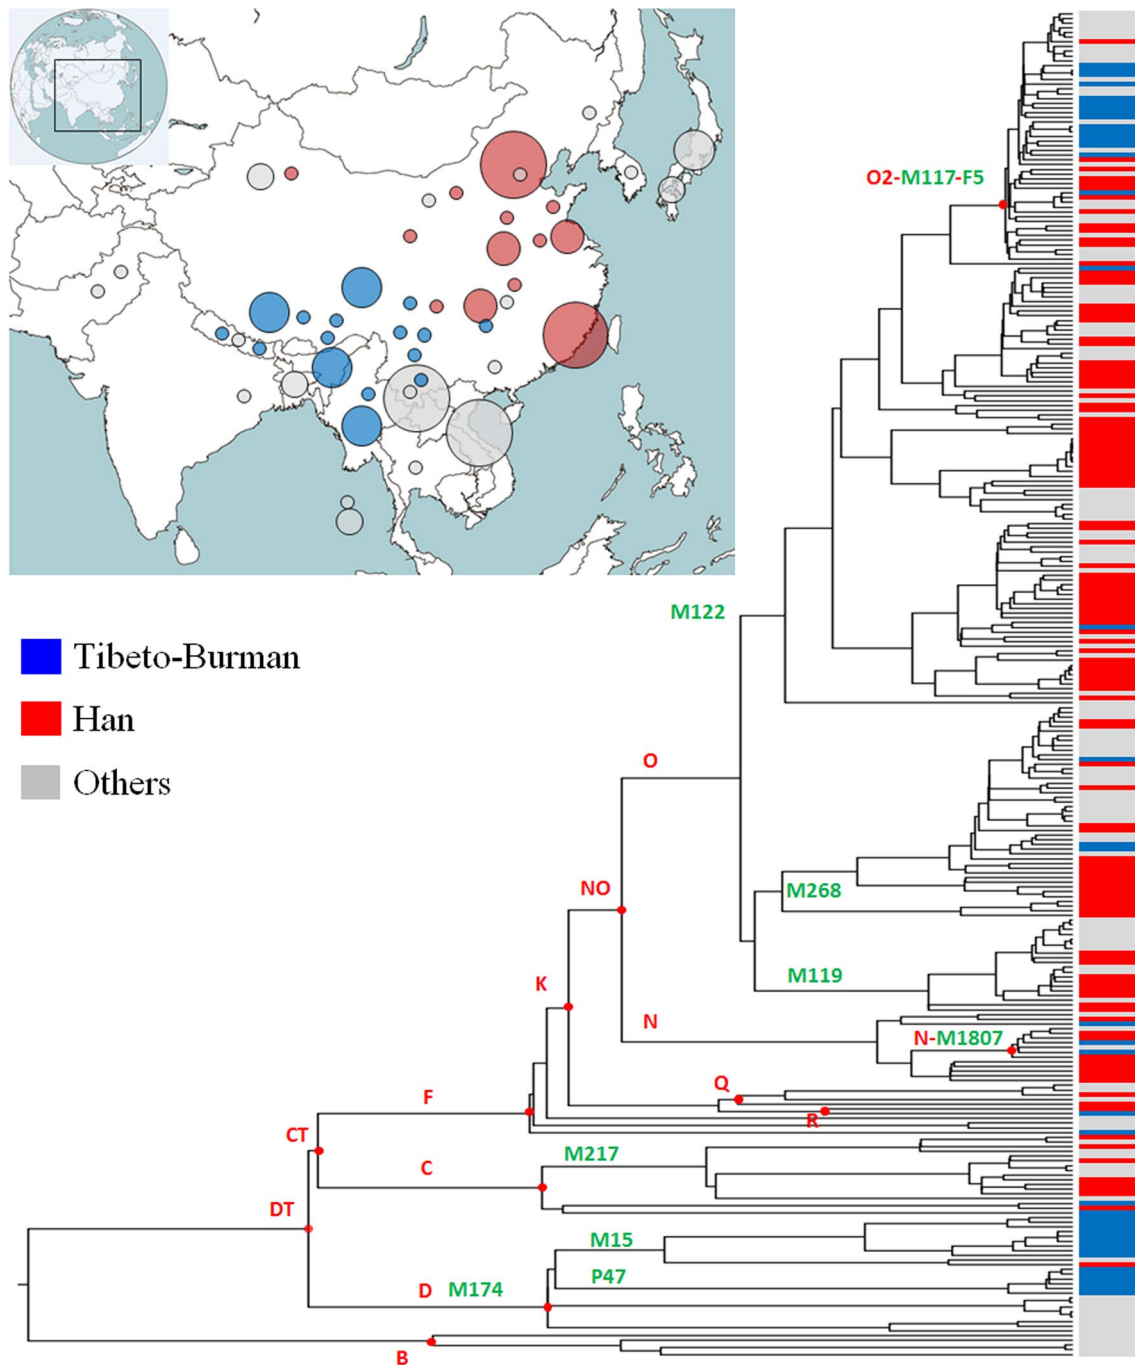 O2-M117-F5
M122
Tibeto-Burman
Han
Others
O
NO
M268
M119
K
N
N-M1807
Q
R
F
CT
M217
C
DT
M15
P47
D M174
B